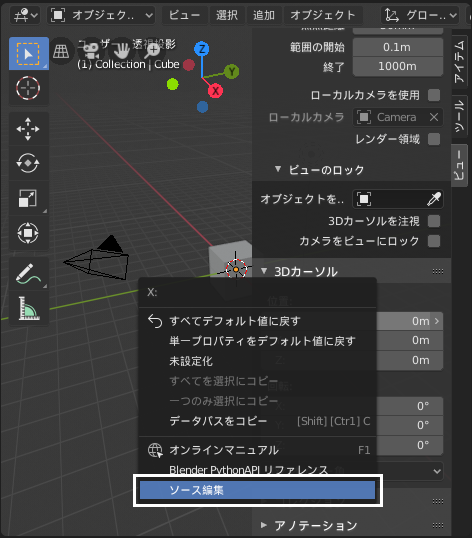 オブジェク.. ビュー 選択 追加 オブジェクト グロー..
ユーザー・透視投影
(1) Collection | Cube
Z
Y
X
範囲の開始 0.1m
終了 1000m
ローカルカメラを使用
ローカルカメラ Camera
レンダー領域
ビューのロック
オブジェクトを..
3Dカーソルを注視
カメラをビューにロック
3Dカーソル
アイテム
ツール
ビュー
X:
すべてデフォルト値に戻す
単一プロパティをデフォルト値に戻す
未設定化
すべてを選択にコピー
一つのみ選択にコピー
データパスをコピー [Shift] [Ctrl] C
オンラインマニュアル F1
Blender PythonAPI リファレンス
ソース編集
0m
0m
0m
0°
0°
0°
アノテーション